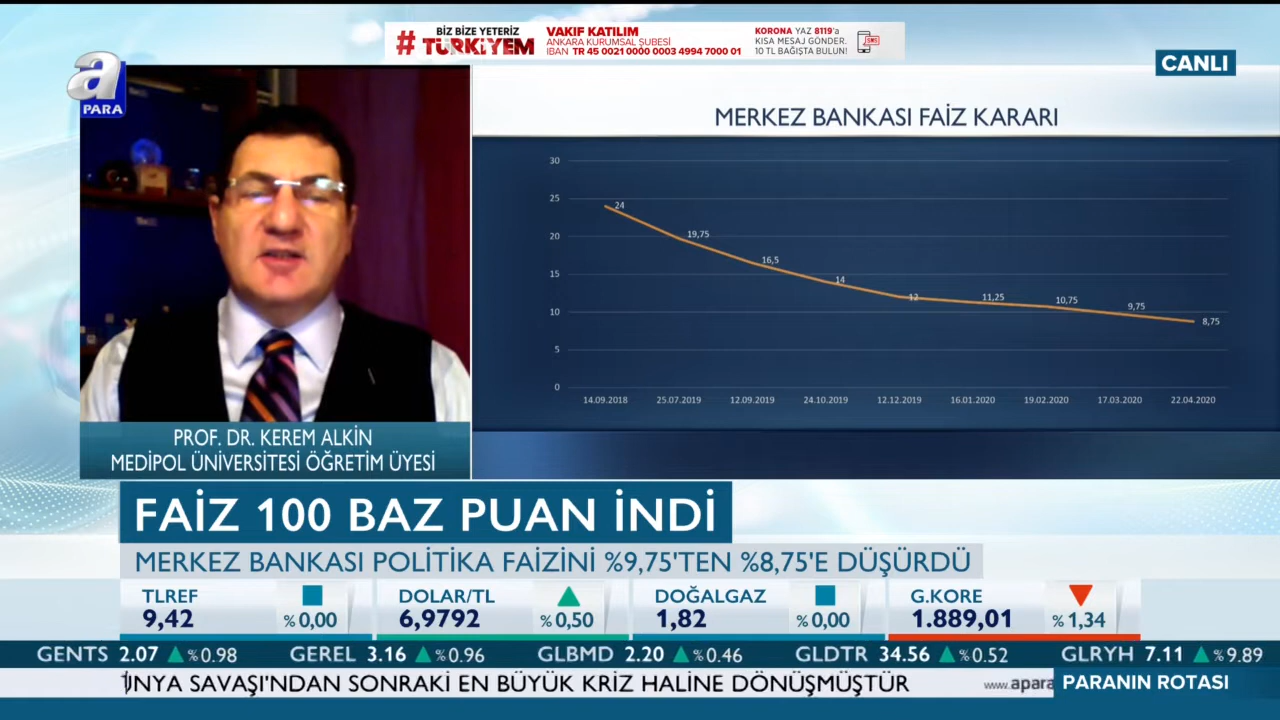 BİZ BİZE YETERİZ
# TÜRKİYEM
VAKIF KATILIM
ANKARA KURUMSAL ŞUBESİ
IBAN TR 45 0021 0000 0003 4994 7000 01
KORONA YAZ 8119'a
KISA MESAJ GÖNDER.
10 TL BAĞIŞTA BULUN!
SMS
CANLI
a
PARA
MERKEZ BANKASI FAİZ KARARI
30
25
20
15
10
5
0
24
19,75
16,5
14
12
11,25
10,75
9,75
8,75
14.09.2018
25.07.2019
12.09.2019
24.10.2019
12.12.2019
16.01.2020
19.02.2020
17.03.2020
22.04.2020
PROF. DR. KEREM ALKİN
MEDİPOL ÜNİVERSİTESİ ÖĞRETİM ÜYESİ
FAİZ 100 BAZ PUAN İNDİ
MERKEZ BANKASI POLİTİKA FAİZİNİ %9,75'TEN %8,75'E DÜŞÜRDÜ
TLREF
9,42 %0,00
DOLAR/TL
6,9792 %0,50
DOĞALGAZ
1,82 %0,00
G.KORE
1.889,01 %1,34
GENTS 2.07 %0.98 GEREL 3.16 %0.96 GLBMD 2.20 %0.46 GLDTR 34.56 %0.52 GLRYH 7.11 %9.89
NYA SAVAŞI'NDAN SONRAKİ EN BÜYÜK KRİZ HALİNE DÖNÜŞMÜŞTÜR
www.apara
PARANIN ROTASI